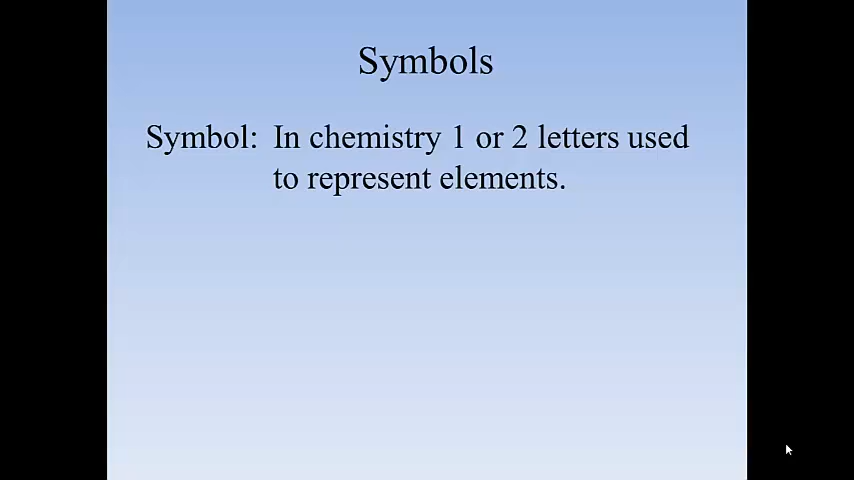 Symbols
Symbol: In chemistry 1 or 2 letters used
to represent elements.